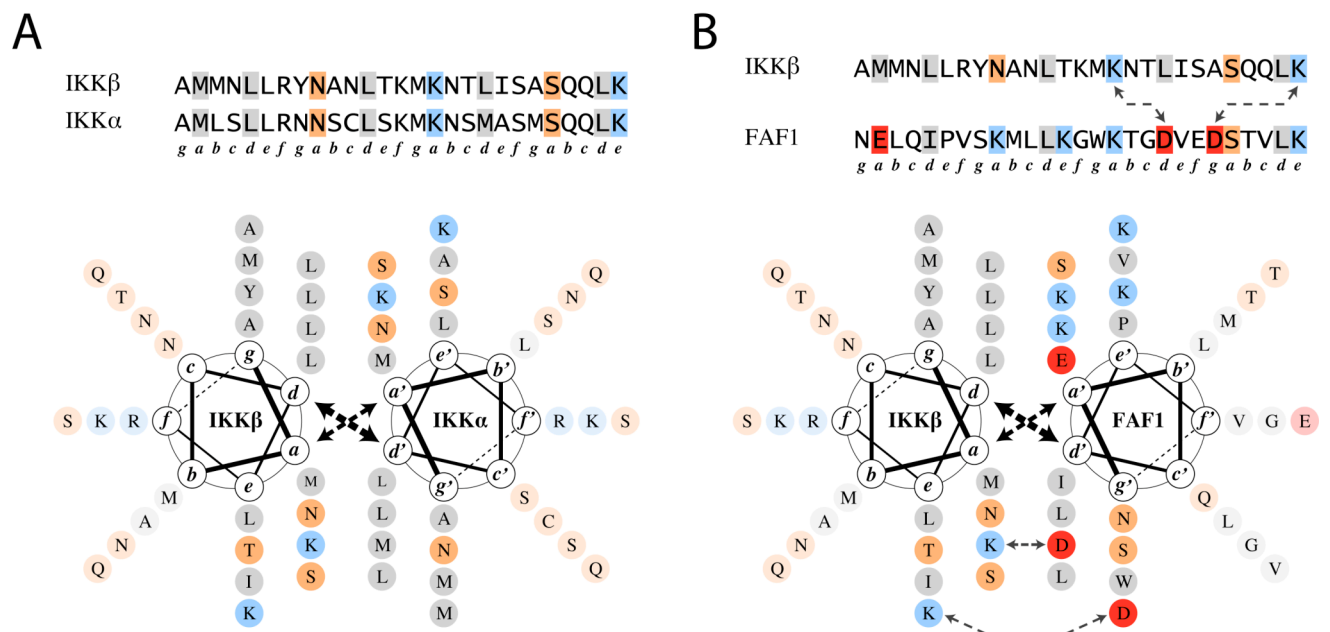 A
IKKβ AMMNLLRYNANLTKMKNTLISASQQLK
IKKα AMLSLLRNNSCLSKMKNSMASMSQQLK
g a b c d e f g a b c d e f g a b c d e f g a b c d e
Q T N N
A M Y A
L L L L
S K N M
K A S L
Q N S L
c g d
e' b' a'
S K R f IKKβ
IKKα f' R K S
b e a
d' g' c'
M A N Q
L T I K
M N K S
L L M L
A N M M
S C S Q
B
IKKβ AMMNLLRYNANLTKMKNTLISASQQLK
FAF1 NELQIPVSKMLLKGWKTGDVEDSTVLK
g a b c d e f g a b c d e f g a b c d e f g a b c d e
Q T N N
A M Y A
L L L L
S K K E
K V K P
T T M L
c g d
e' b' a'
S K R f IKKβ
FAF1 f' V G E
b e a
d' g' c'
M A N Q
L T I K
M N K S
I L D L
N S W D
Q L G V